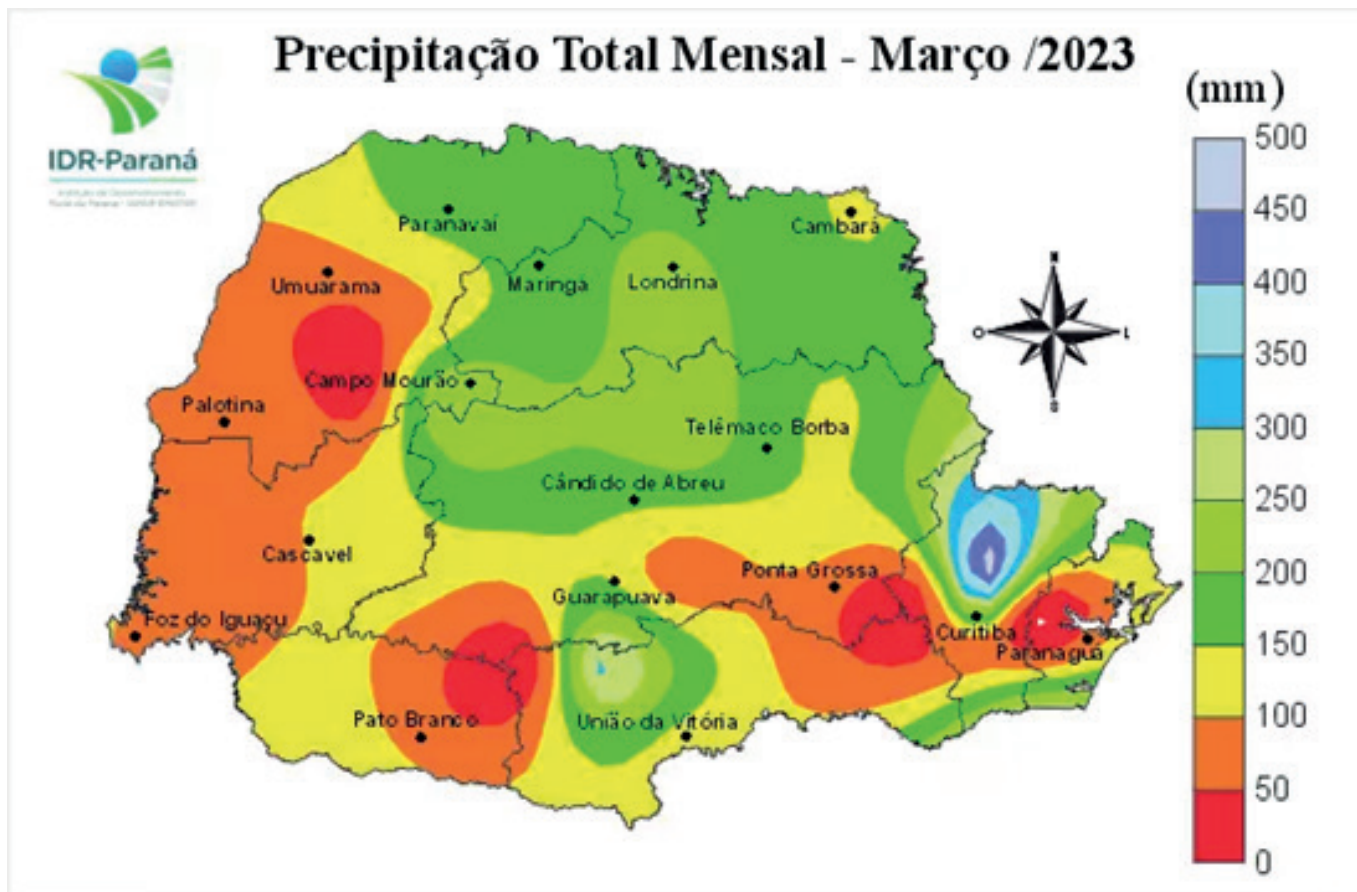 Precipitação Total Mensal - Março /2023
(mm)
IDR-Paraná
500
450
400
350
300
250
200
150
100
50
0
N
O
L
S
Paranavaí
Cambará
Umuarama
Maringá
Londrina
Campo Mourão
Palotina
Telêmaco Borba
Cândido de Abreu
Cascavel
Ponta Grossa
Guarapuava
Foz do Iguaçu
Curitiba
Paranaguá
Pato Branco
União da Vitória